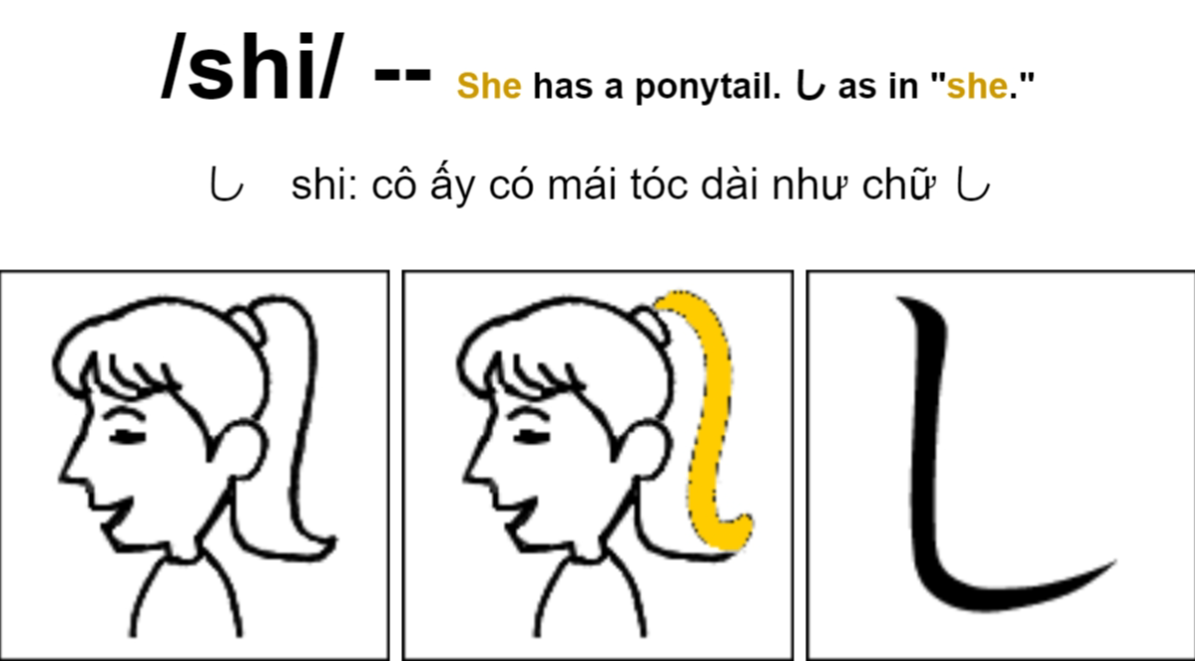 /shi/ -- She has a ponytail. し as in "she."
し shi: cô ấy có mái tóc dài như chữ し
し